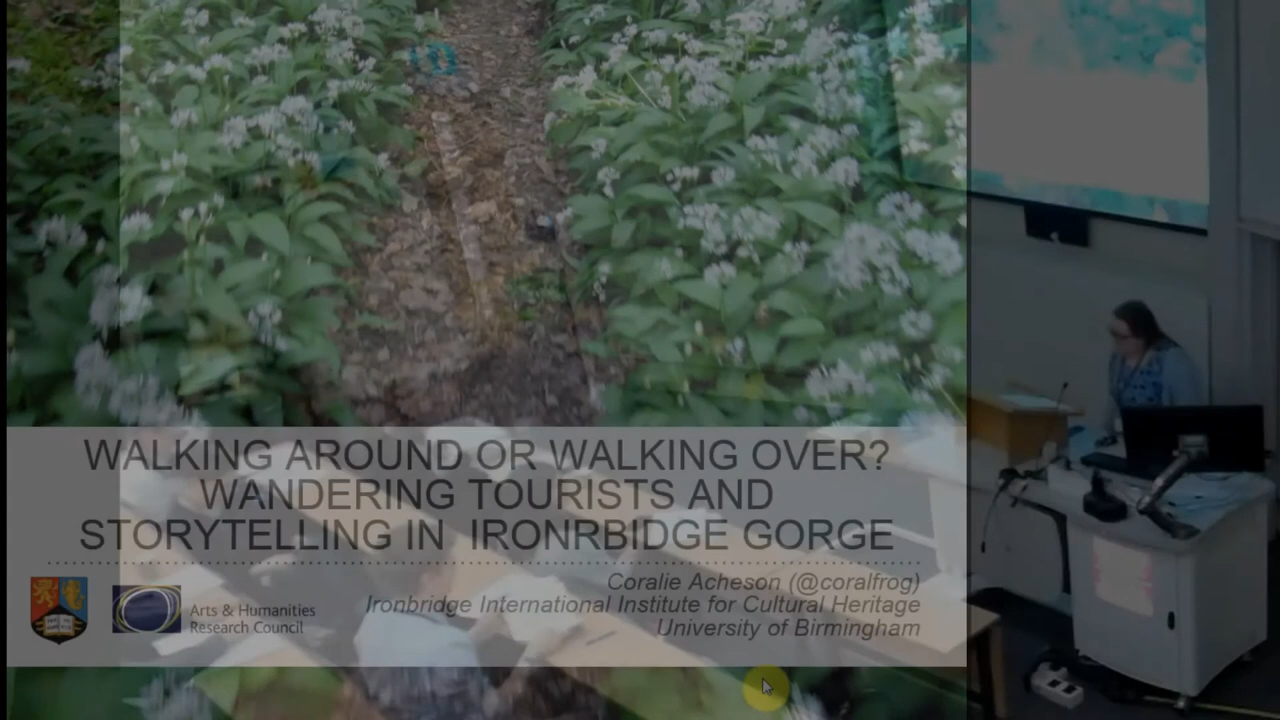 WALKING AROUND OR WALKING OVER?
WANDERING TOURISTS AND
STORYTELLING IN IRONRBIDGE GORGE
Coralie Acheson (@coralfrog)
Ironbridge International Institute for Cultural Heritage
University of Birmingham
Arts & Humanities
Research Council